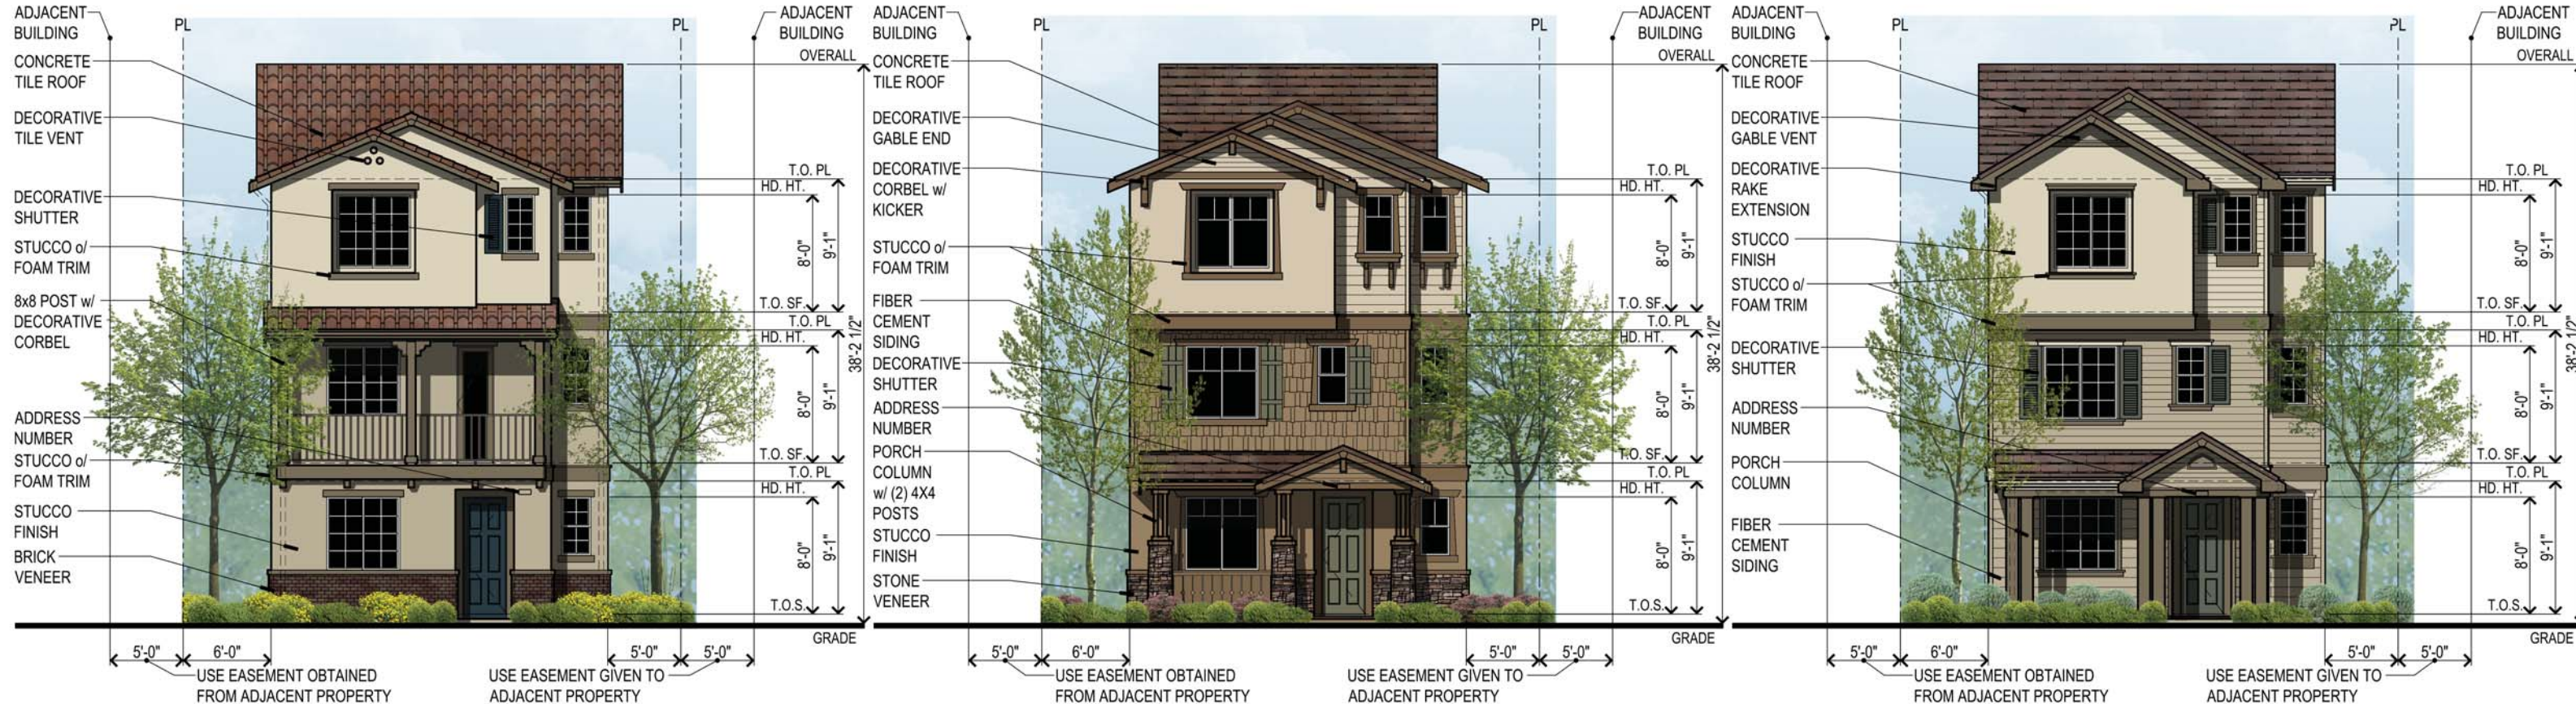 ADJACENT
BUILDING
PL
PL
ADJACENT
BUILDING
OVERALL
CONCRETE
TILE ROOF
DECORATIVE
TILE VENT
DECORATIVE
SHUTTER
STUCCO o/
FOAM TRIM
8x8 POST w/
DECORATIVE
CORBEL
ADDRESS
NUMBER
STUCCO o/
FOAM TRIM
STUCCO
FINISH
BRICK
VENEER
T.O. PL
HD. HT.
8'-0"
9'-1"
T.O. SF.
T.O. PL
HD. HT.
8'-0"
9'-1"
38'-2 1/2"
T.O. SF.
T.O. PL
HD. HT.
8'-0"
9'-1"
T.O.S.
GRADE
5'-0"
6'-0"
5'-0"
5'-0"
USE EASEMENT OBTAINED
FROM ADJACENT PROPERTY
USE EASEMENT GIVEN TO
ADJACENT PROPERTY
ADJACENT
BUILDING
PL
PL
ADJACENT
BUILDING
OVERALL
CONCRETE
TILE ROOF
DECORATIVE
GABLE END
DECORATIVE
CORBEL w/
KICKER
STUCCO o/
FOAM TRIM
FIBER
CEMENT
SIDING
DECORATIVE
SHUTTER
ADDRESS
NUMBER
PORCH
COLUMN
w/ (2) 4X4
POSTS
STUCCO
FINISH
STONE
VENEER
T.O. PL
HD. HT.
8'-0"
9'-1"
T.O. SF.
T.O. PL
HD. HT.
8'-0"
9'-1"
38'-2 1/2"
T.O. SF.
T.O. PL
HD. HT.
8'-0"
9'-1"
T.O.S.
GRADE
5'-0"
6'-0"
5'-0"
5'-0"
USE EASEMENT OBTAINED
FROM ADJACENT PROPERTY
USE EASEMENT GIVEN TO
ADJACENT PROPERTY
ADJACENT
BUILDING
PL
PL
ADJACENT
BUILDING
OVERALL
CONCRETE
TILE ROOF
DECORATIVE
GABLE VENT
DECORATIVE
RAKE
EXTENSION
STUCCO
FINISH
STUCCO o/
FOAM TRIM
DECORATIVE
SHUTTER
ADDRESS
NUMBER
PORCH
COLUMN
FIBER
CEMENT
SIDING
T.O. PL
HD. HT.
8'-0"
9'-1"
T.O. SF.
T.O. PL
HD. HT.
8'-0"
9'-1"
38'-2 1/2"
T.O. SF.
T.O. PL
HD. HT.
8'-0"
9'-1"
T.O.S.
GRADE
5'-0"
6'-0"
5'-0"
5'-0"
USE EASEMENT OBTAINED
FROM ADJACENT PROPERTY
USE EASEMENT GIVEN TO
ADJACENT PROPERTY